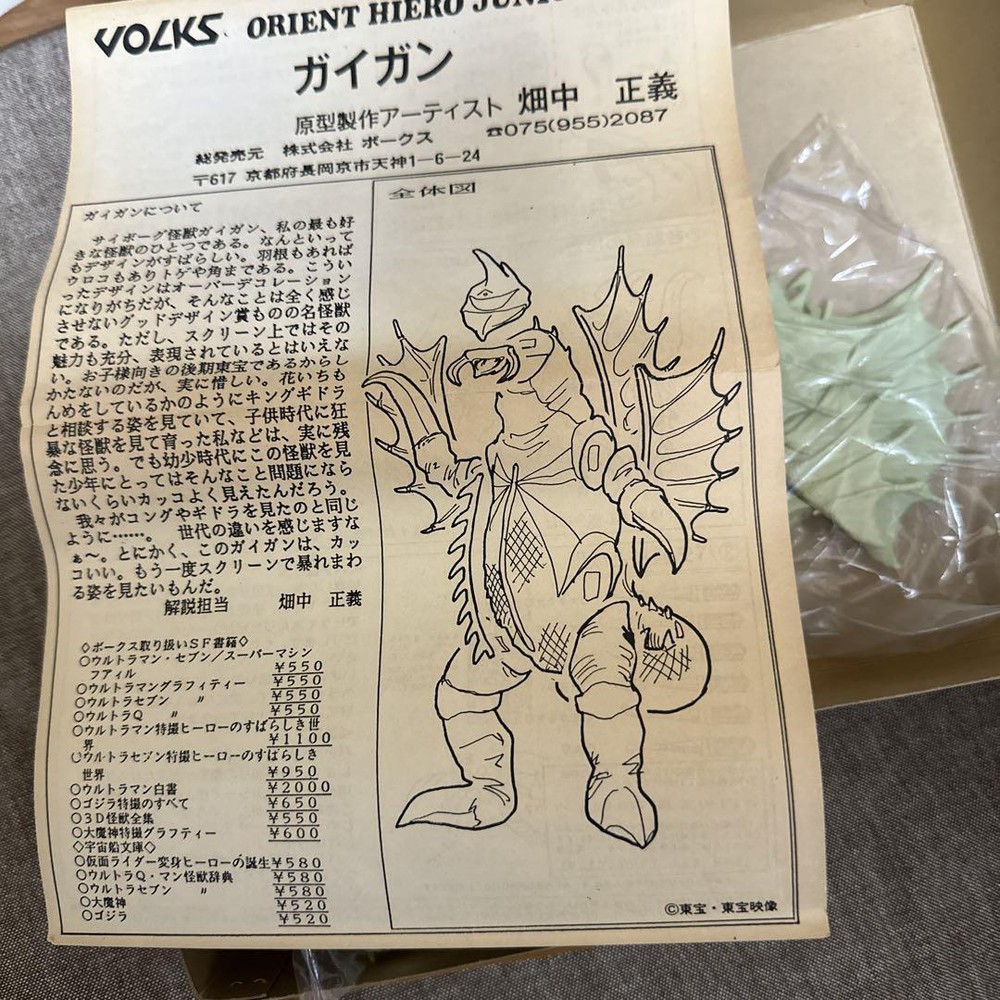 VOLKS ORIENT HIERO JUN
ガイガン
原型製作アーティスト 畑中 正義
総発売元 株式会社 ボークス ☎075(955)2087
〒617 京都府長岡京市天神1-6-24
ガイガンについて
サイボーグ怪獣ガイガン、私の最も好
きな怪獣のひとつである。なんといって
もデザインがすばらしい。羽根もあれば
ウロコもありトゲや角まである。こうい
ったデザインはオーバーデコレーション
になりがちだが、そんなことは全く感じ
させないグッドデザイン賞ものの名怪獣
である。ただし、スクリーン上ではその
魅力も充分、表現されているとはいえな
い。お子様向きの後期東宝であるからし
かたないのだが、実に惜しい。花いちも
んめをしているかのようにキングギドラ
と相談する姿を見ていて、子供時代に狂
暴な怪獣を見て育った私などは、実に残
念に思う。でも幼少時代にこの怪獣を見
た少年にとってはそんなこと問題になら
ないくらいカッコよく見えたんだろう。
我々がコングやギドラを見たのと同じ
ように……。 世代の違いを感じますな
ぁ〜。とにかく、このガイガンは、カッ
コいい。もう一度スクリーンで暴れまわ
る姿を見たいもんだ。
解説担当 畑中 正義
◇ボークス取り扱いSF書籍◇
○ウルトラマン・セブン/スーパーマシン
フアィル ¥550
○ウルトラマングラフィティー ¥550
○ウルトラセブン 〃 ¥550
○ウルトラQ 〃 ¥550
○ウルトラマン特撮ヒーローのすばらしき世
界 ¥1100
○ウルトラセブン特撮ヒーローのすばらしき
世界 ¥950
○ウルトラマン白書 ¥2000
○ゴジラ特撮のすべて ¥650
○3D怪獣全集 ¥550
○大魔神特撮グラフティー ¥600
◇宇宙船文庫◇
○仮面ライダー変身ヒーローの誕生¥580
○ウルトラQ・マン怪獣辞典 ¥580
○ウルトラセブン 〃 ¥580
○大魔神 ¥520
○ゴジラ ¥520
全体図
©東宝・東宝映像